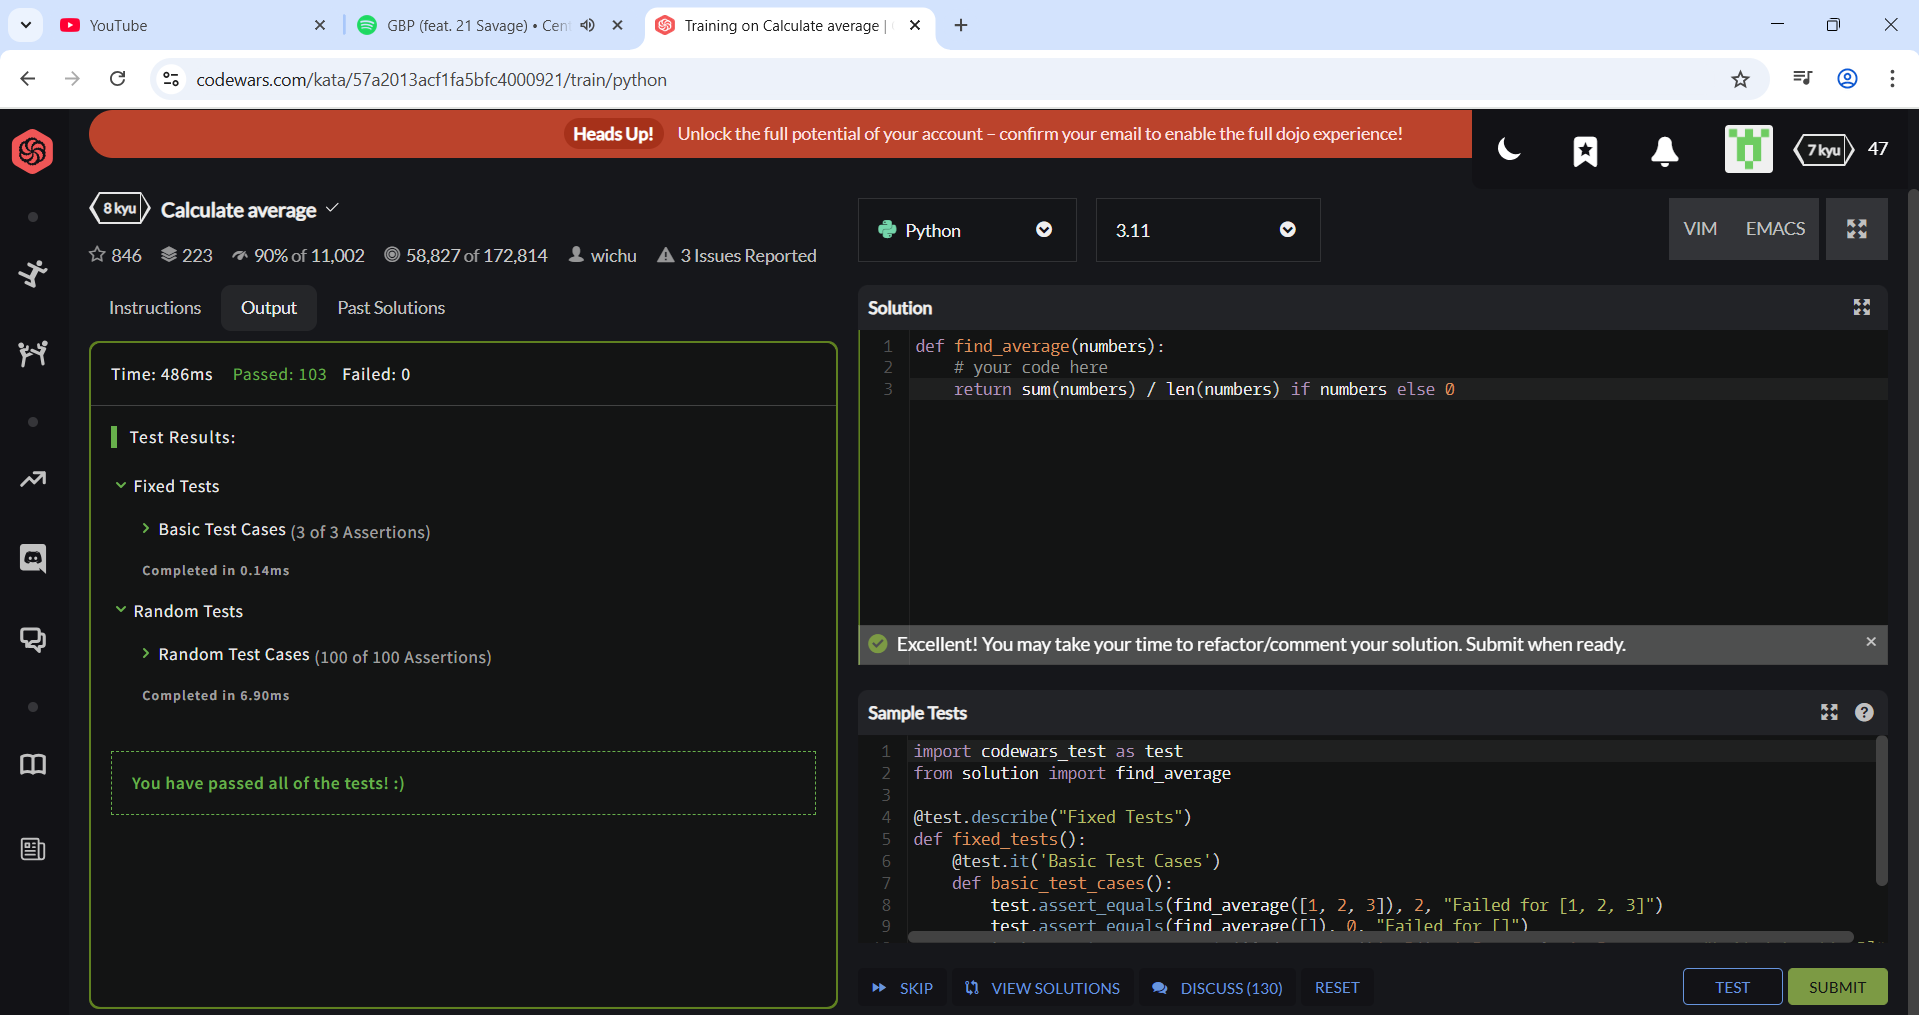 YouTube
GBP (feat. 21 Savage) • Cen
Training on Calculate average |
codewars.com/kata/57a2013acf1fa5bfc4000921/train/python
Heads Up! Unlock the full potential of your account – confirm your email to enable the full dojo experience!
7 kyu 47
8 kyu Calculate average
846 223 90% of 11,002 58,827 of 172,814 wichu 3 Issues Reported
Python
3.11
VIM EMACS
Instructions Output Past Solutions
Time: 486ms Passed: 103 Failed: 0
Test Results:
Fixed Tests
Basic Test Cases (3 of 3 Assertions)
Completed in 0.14ms
Random Tests
Random Test Cases (100 of 100 Assertions)
Completed in 6.90ms
You have passed all of the tests! :)
Solution
1 def find_average(numbers):
2 # your code here
3 return sum(numbers) / len(numbers) if numbers else 0
Excellent! You may take your time to refactor/comment your solution. Submit when ready.
Sample Tests
1 import codewars_test as test
2 from solution import find_average
3
4 @test.describe("Fixed Tests")
5 def fixed_tests():
6 @test.it('Basic Test Cases')
7 def basic_test_cases():
8 test.assert_equals(find_average([1, 2, 3]), 2, "Failed for [1, 2, 3]")
9 test.assert_equals(find_average([]), 0, "Failed for []")
SKIP VIEW SOLUTIONS DISCUSS (130) RESET
TEST SUBMIT